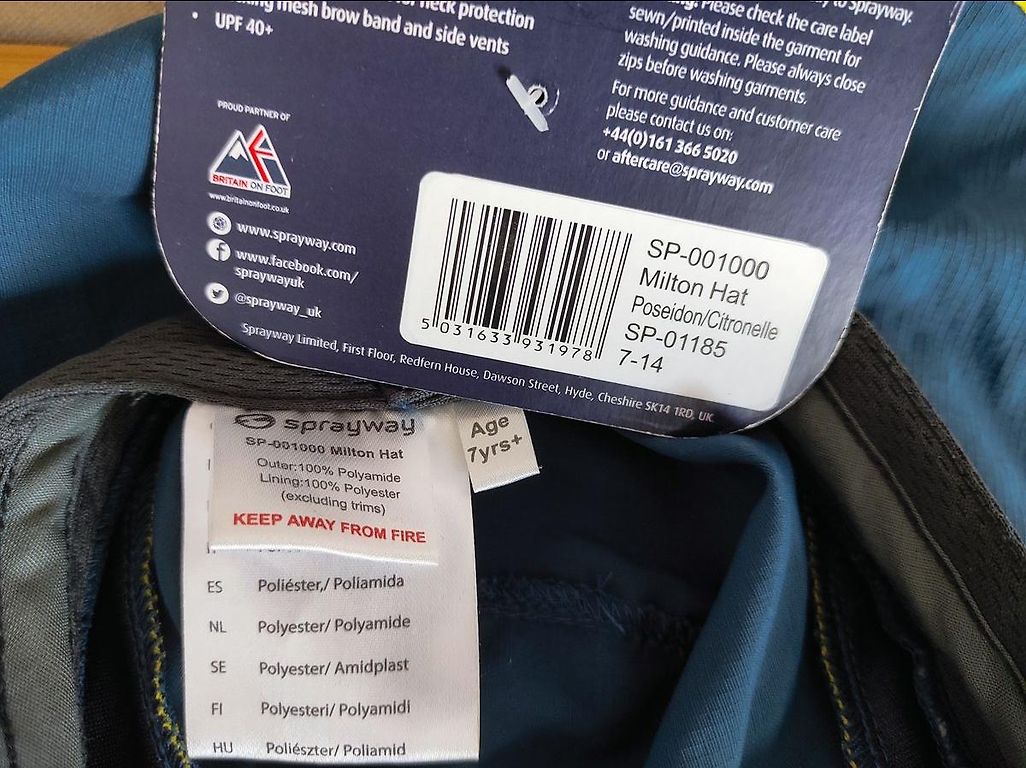 neck protection
mesh brow band and side vents
• UPF 40+
PROUD PARTNER OF
BRITAIN ON FOOT
www.britainonfoot.co.uk
www.sprayway.com
www.facebook.com/
spraywayuk
@sprayway_uk
Sprayway Limited, First Floor, Redfern House, Dawson Street, Hyde, Cheshire SK14 1RD, UK
to Sprayway.
Please check the care label
sewn/printed inside the garment for
washing guidance. Please always close
zips before washing garments.
For more guidance and customer care
please contact us on:
+44(0)161 366 5020
or aftercare@sprayway.com
SP-001000
Milton Hat
Poseidon/Citronelle
SP-01185
7-14
5 031633 931978
sprayway
SP-001000 Milton Hat
Outer:100% Polyamide
Lining:100% Polyester
(excluding trims)
KEEP AWAY FROM FIRE
Age
7yrs+
ES Poliéster,/ Poliamida
NL Polyester/ Polyamide
SE Polyester/ Amidplast
FI Polyesteri/ Polyamidi
HU Poliészter/ Poliamid